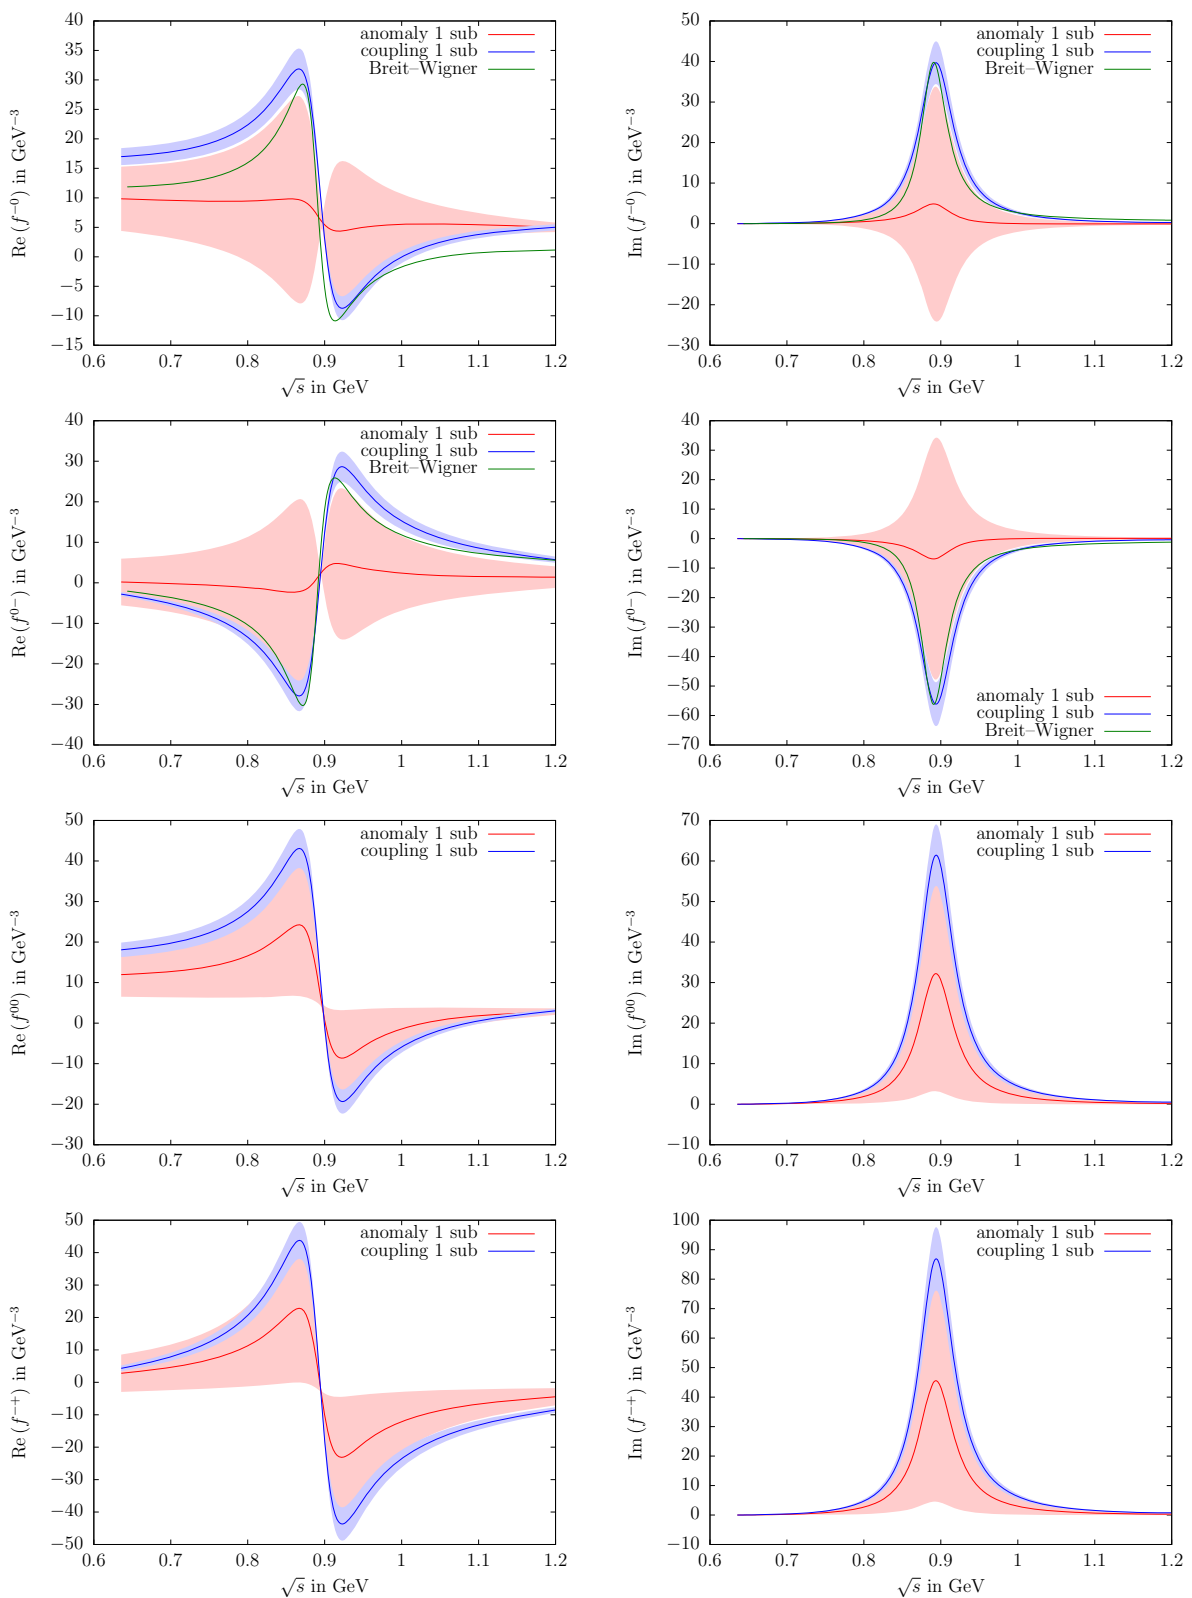 40
35
30
25
20
15
10
5
0
−5
−10
−15
0.6 0.7 0.8 0.9 1 1.1 1.2
Re (f⁻⁰) in GeV⁻³
√s in GeV
anomaly 1 sub
coupling 1 sub
Breit–Wigner
50
40
30
20
10
0
−10
−20
−30
0.6 0.7 0.8 0.9 1 1.1 1.2
Im (f⁻⁰) in GeV⁻³
√s in GeV
anomaly 1 sub
coupling 1 sub
Breit–Wigner
40
30
20
10
0
−10
−20
−30
−40
0.6 0.7 0.8 0.9 1 1.1 1.2
Re (f⁰⁻) in GeV⁻³
√s in GeV
anomaly 1 sub
coupling 1 sub
Breit–Wigner
40
30
20
10
0
−10
−20
−30
−40
−50
−60
−70
0.6 0.7 0.8 0.9 1 1.1 1.2
Im (f⁰⁻) in GeV⁻³
√s in GeV
anomaly 1 sub
coupling 1 sub
Breit–Wigner
50
40
30
20
10
0
−10
−20
−30
0.6 0.7 0.8 0.9 1 1.1 1.2
Re (f⁰⁰) in GeV⁻³
√s in GeV
anomaly 1 sub
coupling 1 sub
70
60
50
40
30
20
10
0
−10
0.6 0.7 0.8 0.9 1 1.1 1.2
Im (f⁰⁰) in GeV⁻³
√s in GeV
anomaly 1 sub
coupling 1 sub
50
40
30
20
10
0
−10
−20
−30
−40
−50
0.6 0.7 0.8 0.9 1 1.1 1.2
Re (f⁻⁺) in GeV⁻³
√s in GeV
anomaly 1 sub
coupling 1 sub
100
90
80
70
60
50
40
30
20
10
0
−10
0.6 0.7 0.8 0.9 1 1.1 1.2
Im (f⁻⁺) in GeV⁻³
√s in GeV
anomaly 1 sub
coupling 1 sub